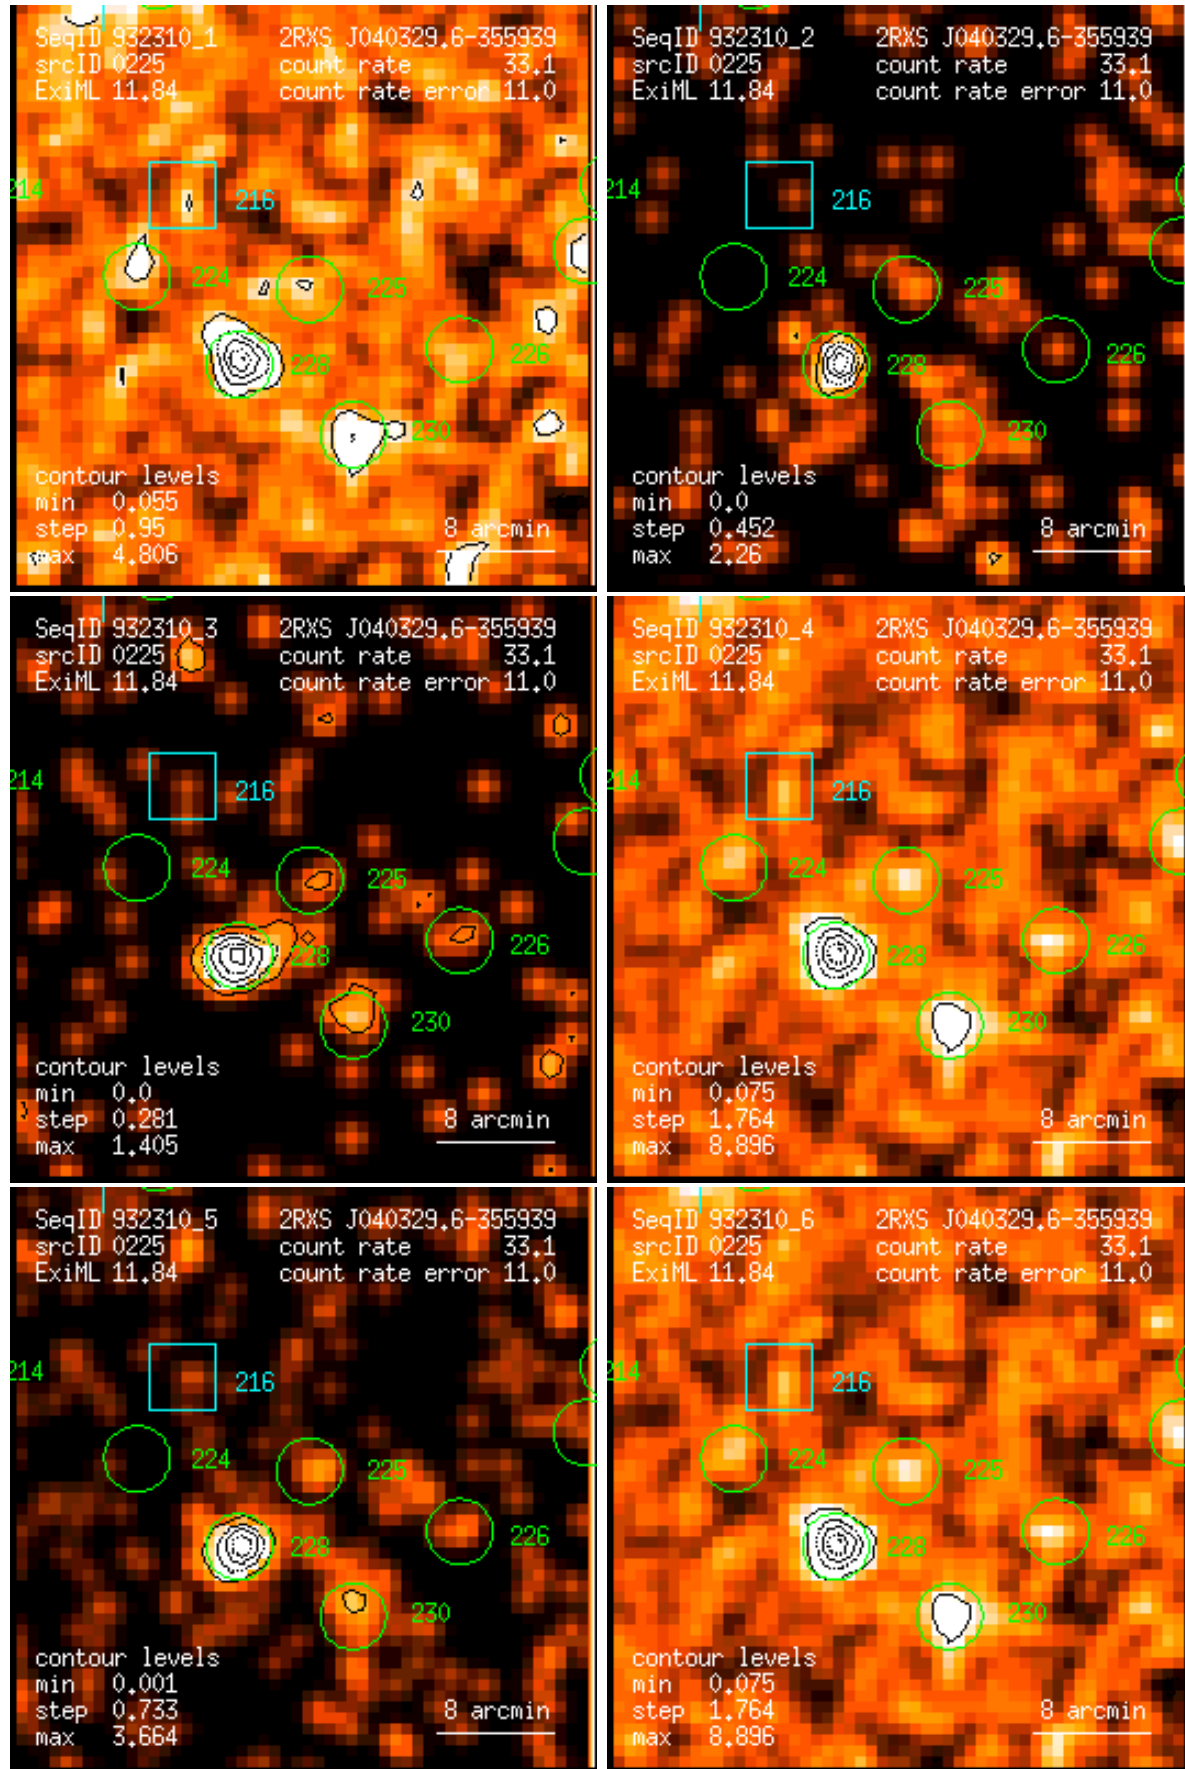 SeqID 932310_1 2RXS J040329.6-355939
srcID 0225 count rate 33.1
ExiML 11.84 count rate error 11.0
214
216
224
225
226
228
230
contour levels
min 0.055
step 0.95
max 4.806
8 arcmin
SeqID 932310_2 2RXS J040329.6-355939
srcID 0225 count rate 33.1
ExiML 11.84 count rate error 11.0
214
216
224
225
226
228
230
contour levels
min 0.0
step 0.452
max 2.26
8 arcmin
SeqID 932310_3 2RXS J040329.6-355939
srcID 0225 count rate 33.1
ExiML 11.84 count rate error 11.0
214
216
224
225
226
228
230
contour levels
min 0.0
step 0.281
max 1.405
8 arcmin
SeqID 932310_4 2RXS J040329.6-355939
srcID 0225 count rate 33.1
ExiML 11.84 count rate error 11.0
214
216
224
225
226
228
230
contour levels
min 0.075
step 1.764
max 8.896
8 arcmin
SeqID 932310_5 2RXS J040329.6-355939
srcID 0225 count rate 33.1
ExiML 11.84 count rate error 11.0
214
216
224
225
226
228
230
contour levels
min 0.001
step 0.733
max 3.664
8 arcmin
SeqID 932310_6 2RXS J040329.6-355939
srcID 0225 count rate 33.1
ExiML 11.84 count rate error 11.0
214
216
224
225
226
228
230
contour levels
min 0.075
step 1.764
max 8.896
8 arcmin